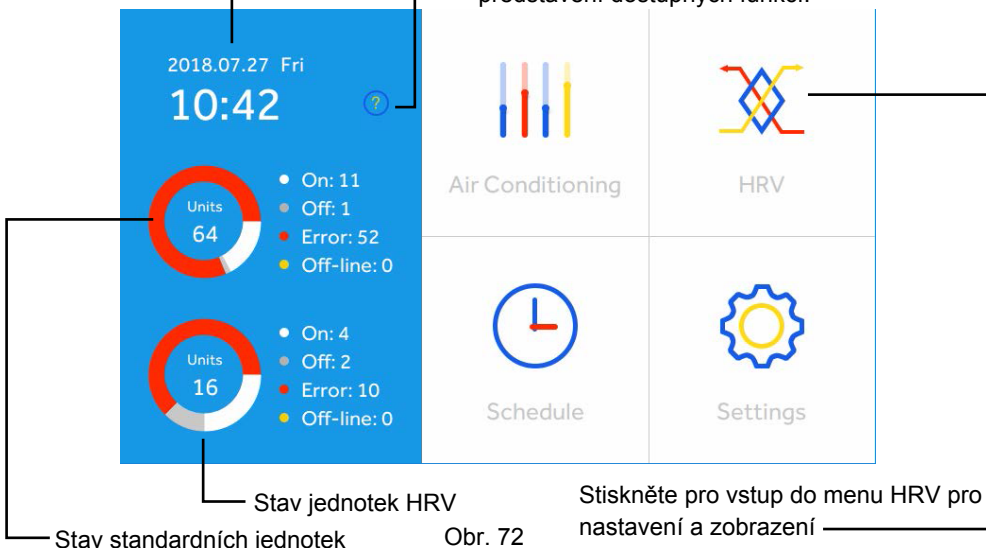 představení dostupných funkcí.
2018.07.27 Fri
10:42
?
Units
64
On: 11
Off: 1
Error: 52
Off-line: 0
Units
16
On: 4
Off: 2
Error: 10
Off-line: 0
Air Conditioning
HRV
Schedule
Settings
Stav jednotek HRV
Stav standardních jednotek
Obr. 72
Stiskněte pro vstup do menu HRV pro
nastavení a zobrazení